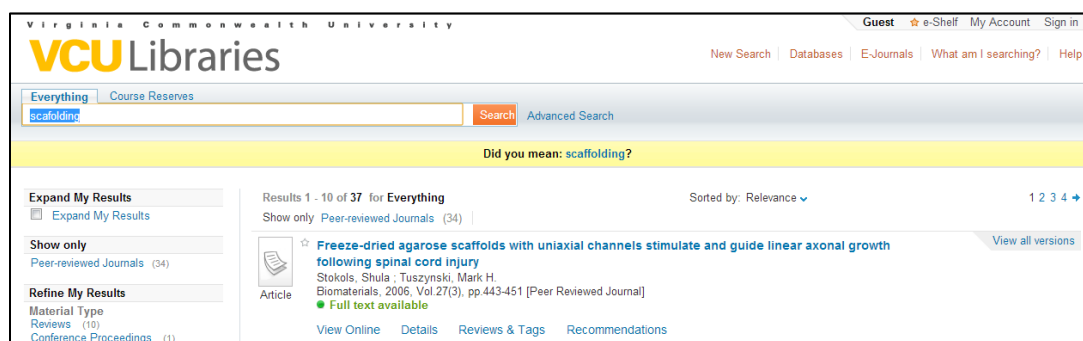 Virginia Commonwealth University
Guest e-Shelf My Account Sign in
VCU Libraries
New Search Databases E-Journals What am I searching? Help
Everything Course Reserves
scafolding Search Advanced Search
Did you mean: scaffolding?
Expand My Results
Expand My Results
Show only
Peer-reviewed Journals (34)
Refine My Results
Material Type
Reviews (10)
Conference Proceedings (1)
Results 1 - 10 of 37 for Everything Sorted by: Relevance 1 2 3 4
Show only Peer-reviewed Journals (34)
View all versions
Article
Freeze-dried agarose scaffolds with uniaxial channels stimulate and guide linear axonal growth
following spinal cord injury
Stokols, Shula ; Tuszynski, Mark H.
Biomaterials, 2006, Vol.27(3), pp.443-451 [Peer Reviewed Journal]
Full text available
View Online Details Reviews & Tags Recommendations